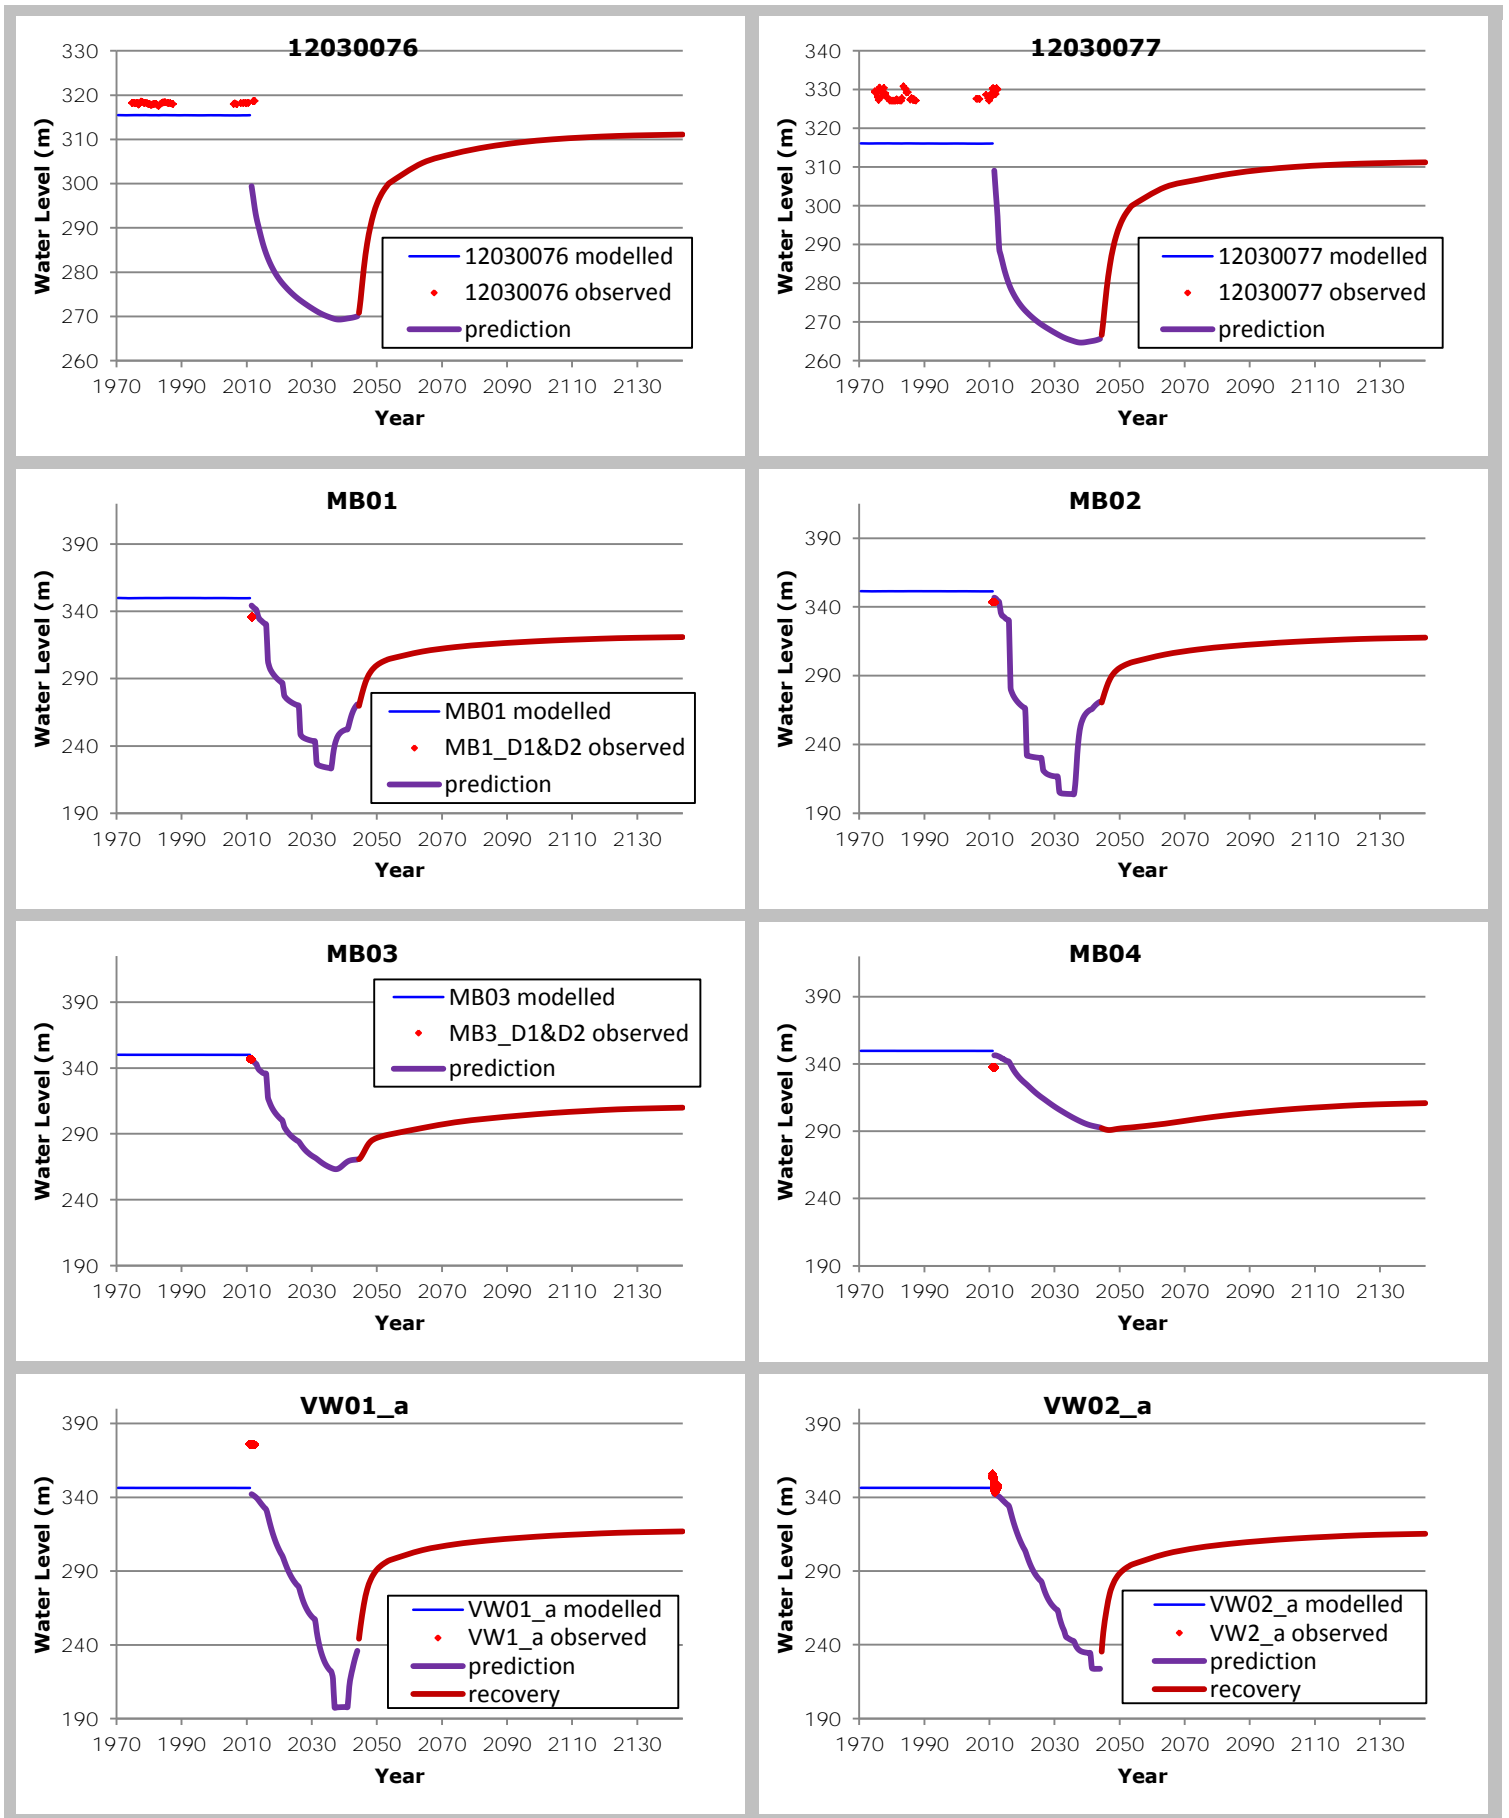 12030076
330
320
310
300
290
280
270
260
Water Level (m)
12030076 modelled
12030076 observed
prediction
1970 1990 2010 2030 2050 2070 2090 2110 2130
Year
12030077
340
330
320
310
300
290
280
270
260
Water Level (m)
12030077 modelled
12030077 observed
prediction
1970 1990 2010 2030 2050 2070 2090 2110 2130
Year
MB01
390
340
290
240
190
Water Level (m)
MB01 modelled
MB1_D1&D2 observed
prediction
1970 1990 2010 2030 2050 2070 2090 2110 2130
Year
MB02
390
340
290
240
190
Water Level (m)
1970 1990 2010 2030 2050 2070 2090 2110 2130
Year
MB03
390
340
290
240
190
Water Level (m)
MB03 modelled
MB3_D1&D2 observed
prediction
1970 1990 2010 2030 2050 2070 2090 2110 2130
Year
MB04
390
340
290
240
190
Water Level (m)
1970 1990 2010 2030 2050 2070 2090 2110 2130
Year
VW01_a
390
340
290
240
190
Water Level (m)
VW01_a modelled
VW1_a observed
prediction
recovery
1970 1990 2010 2030 2050 2070 2090 2110 2130
Year
VW02_a
390
340
290
240
190
Water Level (m)
VW02_a modelled
VW2_a observed
prediction
recovery
1970 1990 2010 2030 2050 2070 2090 2110 2130
Year